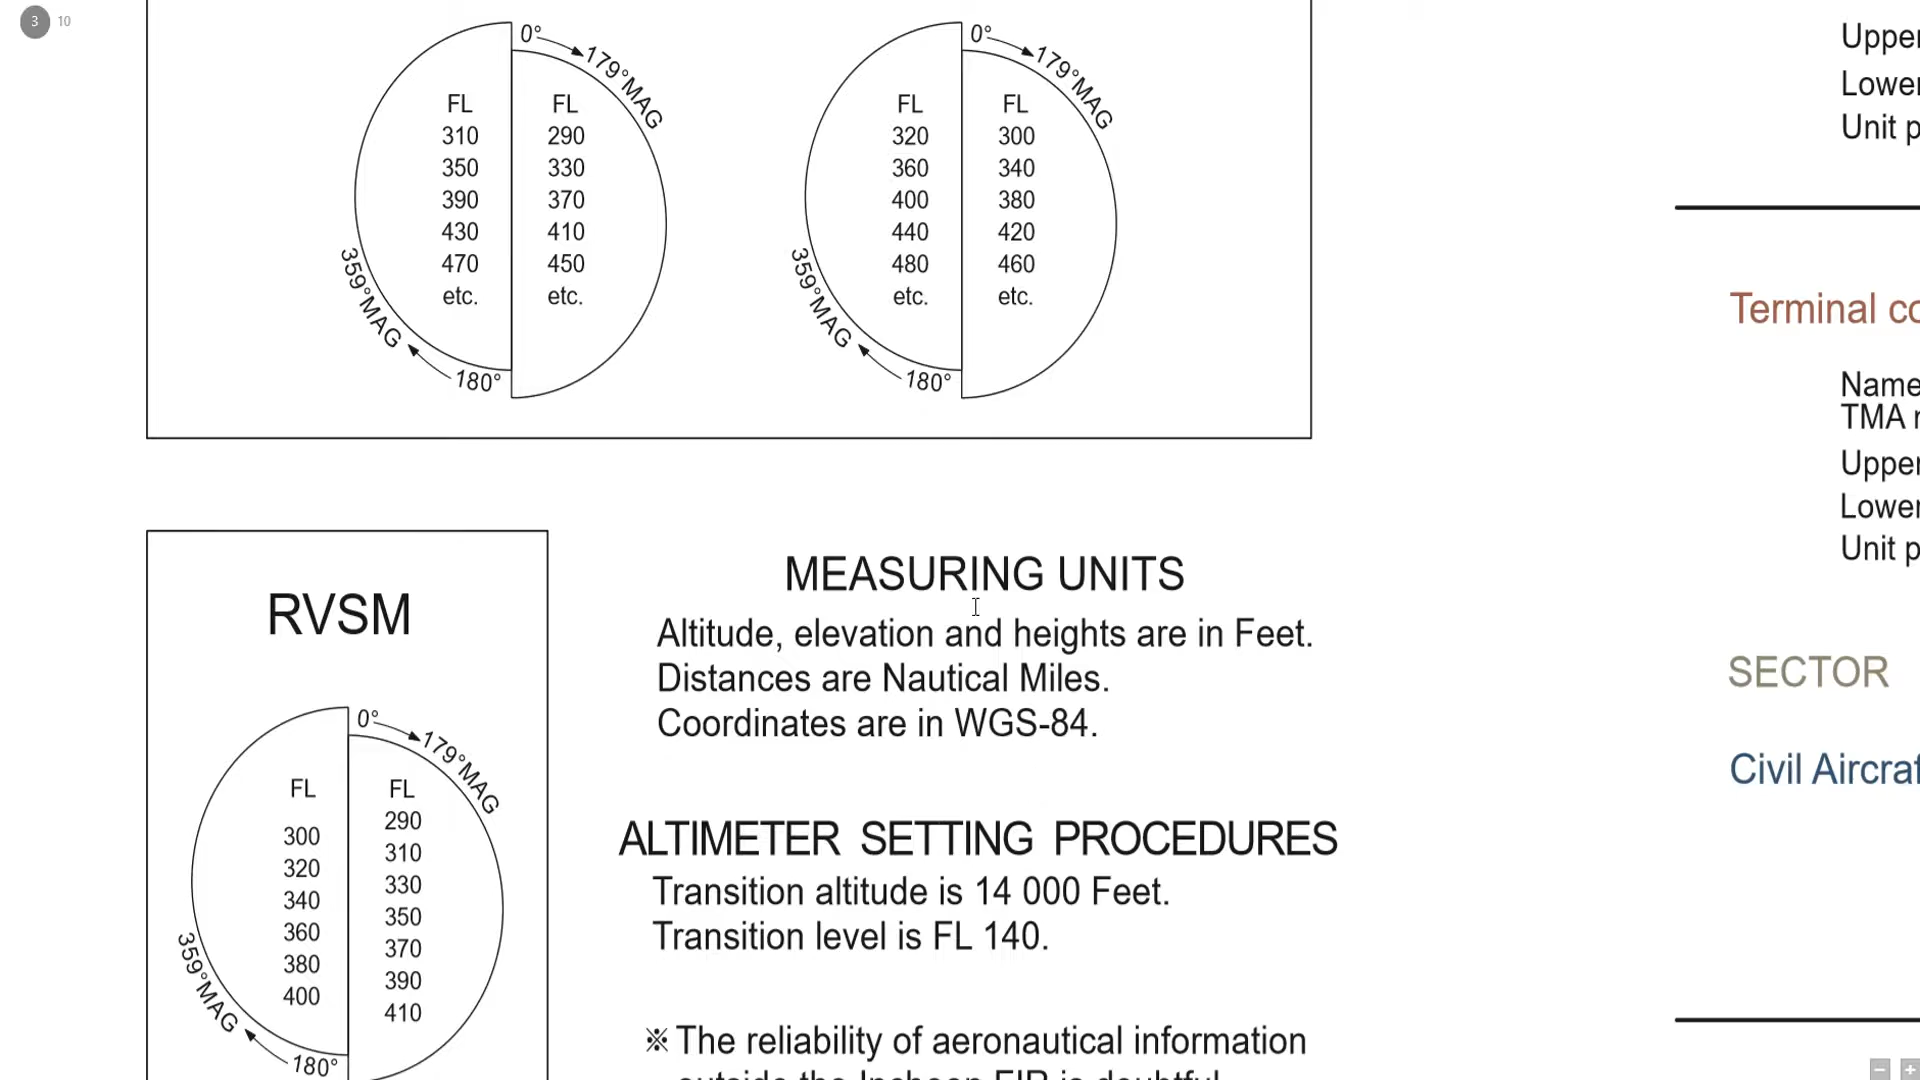 3 10
0° 179°MAG
FL FL
310 290
350 330
390 370
430 410
470 450
etc. etc.
359°MAG
180°
0° 179°MAG
FL FL
320 300
360 340
400 380
440 420
480 460
etc. etc.
359°MAG
180°
RVSM
0° 179°MAG
FL FL
290
300 310
320 330
340 350
360 370
380 390
400 410
359°MAG
180°
MEASURING UNITS
Altitude, elevation and heights are in Feet.
Distances are Nautical Miles.
Coordinates are in WGS-84.
ALTIMETER SETTING PROCEDURES
Transition altitude is 14 000 Feet.
Transition level is FL 140.
※ The reliability of aeronautical information
outside the Incheon FIR is doubtful
Upper
Lower
Unit p
Terminal co
Name
TMA r
Upper
Lower
Unit p
SECTOR
Civil Aircraf